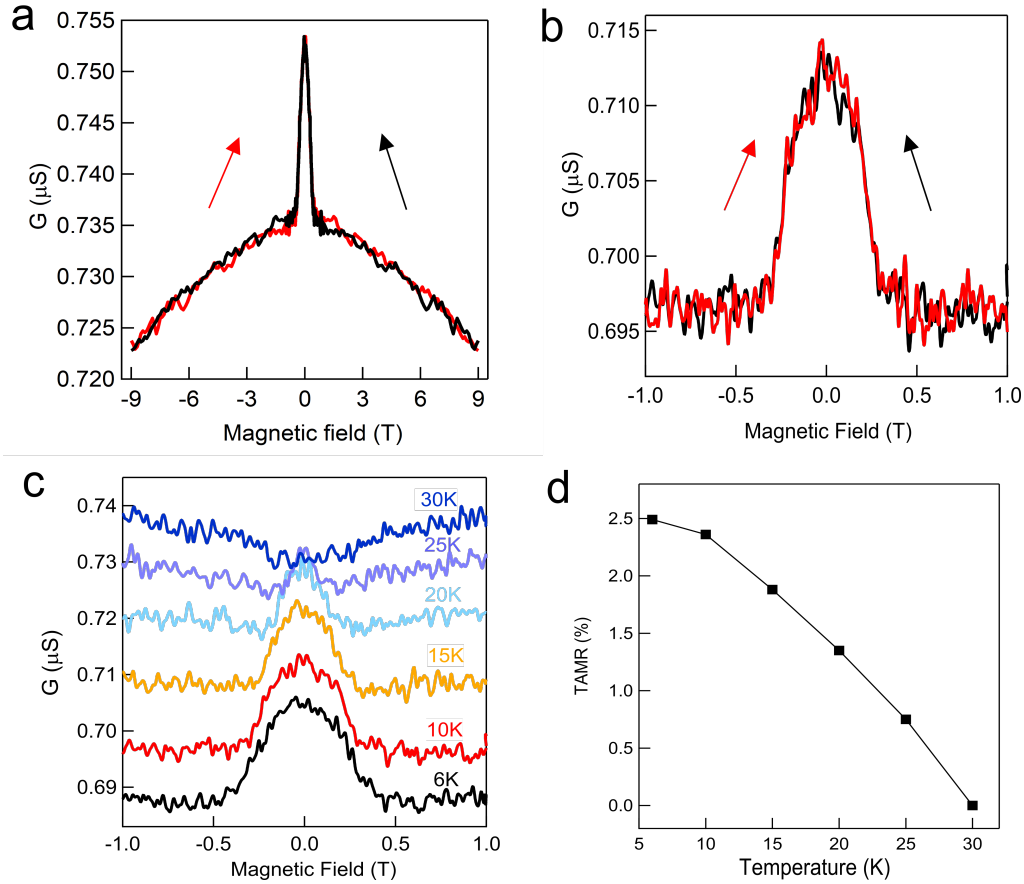 a
0.755
0.750
0.745
0.740
0.735
0.730
0.725
0.720
G (μS)
-9 -6 -3 0 3 6 9
Magnetic field (T)
b
0.715
0.710
0.705
0.700
0.695
G (μS)
-1.0 -0.5 0.0 0.5 1.0
Magnetic Field (T)
c
0.74
0.73
0.72
0.71
0.70
0.69
G (μS)
30K
25K
20K
15K
10K
6K
-1.0 -0.5 0.0 0.5 1.0
Magnetic Field (T)
d
2.5
2.0
1.5
1.0
0.5
0.0
TAMR (%)
5 10 15 20 25 30
Temperature (K)